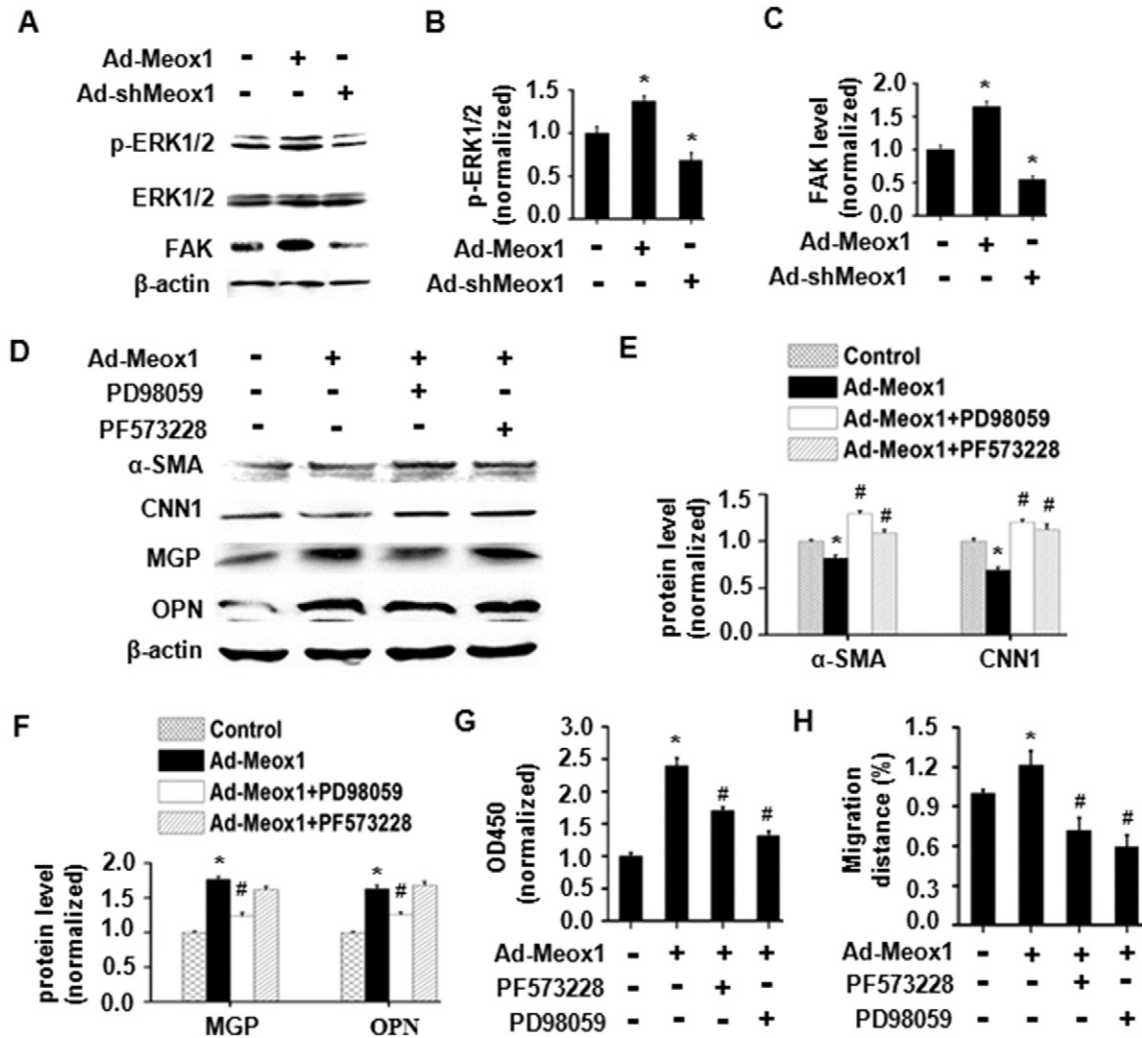 A
Ad-Meox1 - + -
Ad-shMeox1 - - +
p-ERK1/2
ERK1/2
FAK
β-actin
B
p-ERK1/2
(normalized)
1.5
1.0
0.5
0.0
*
*
Ad-Meox1 - + -
Ad-shMeox1 - - +
C
FAK level
(normalized)
2.0
1.5
1.0
0.5
0.0
*
*
Ad-Meox1 - + -
Ad-shMeox1 - - +
D
Ad-Meox1 - + + +
PD98059 - - + -
PF573228 - - - +
α-SMA
CNN1
MGP
OPN
β-actin
E
Control
Ad-Meox1
Ad-Meox1+PD98059
Ad-Meox1+PF573228
protein level
(normalized)
1.5
1.0
0.5
0.0
* # #
* # #
α-SMA CNN1
F
Control
Ad-Meox1
Ad-Meox1+PD98059
Ad-Meox1+PF573228
protein level
(normalized)
2.0
1.5
1.0
0.5
0.0
* #
* #
MGP OPN
G
OD450
(normalized)
3.0
2.5
2.0
1.5
1.0
0.5
0.0
* # #
Ad-Meox1 - + + +
PF573228 - - + -
PD98059 - - - +
H
Migration
distance (%)
1.5
1.2
0.9
0.6
0.3
0.0
* # #
Ad-Meox1 - + + +
PF573228 - - + -
PD98059 - - - +